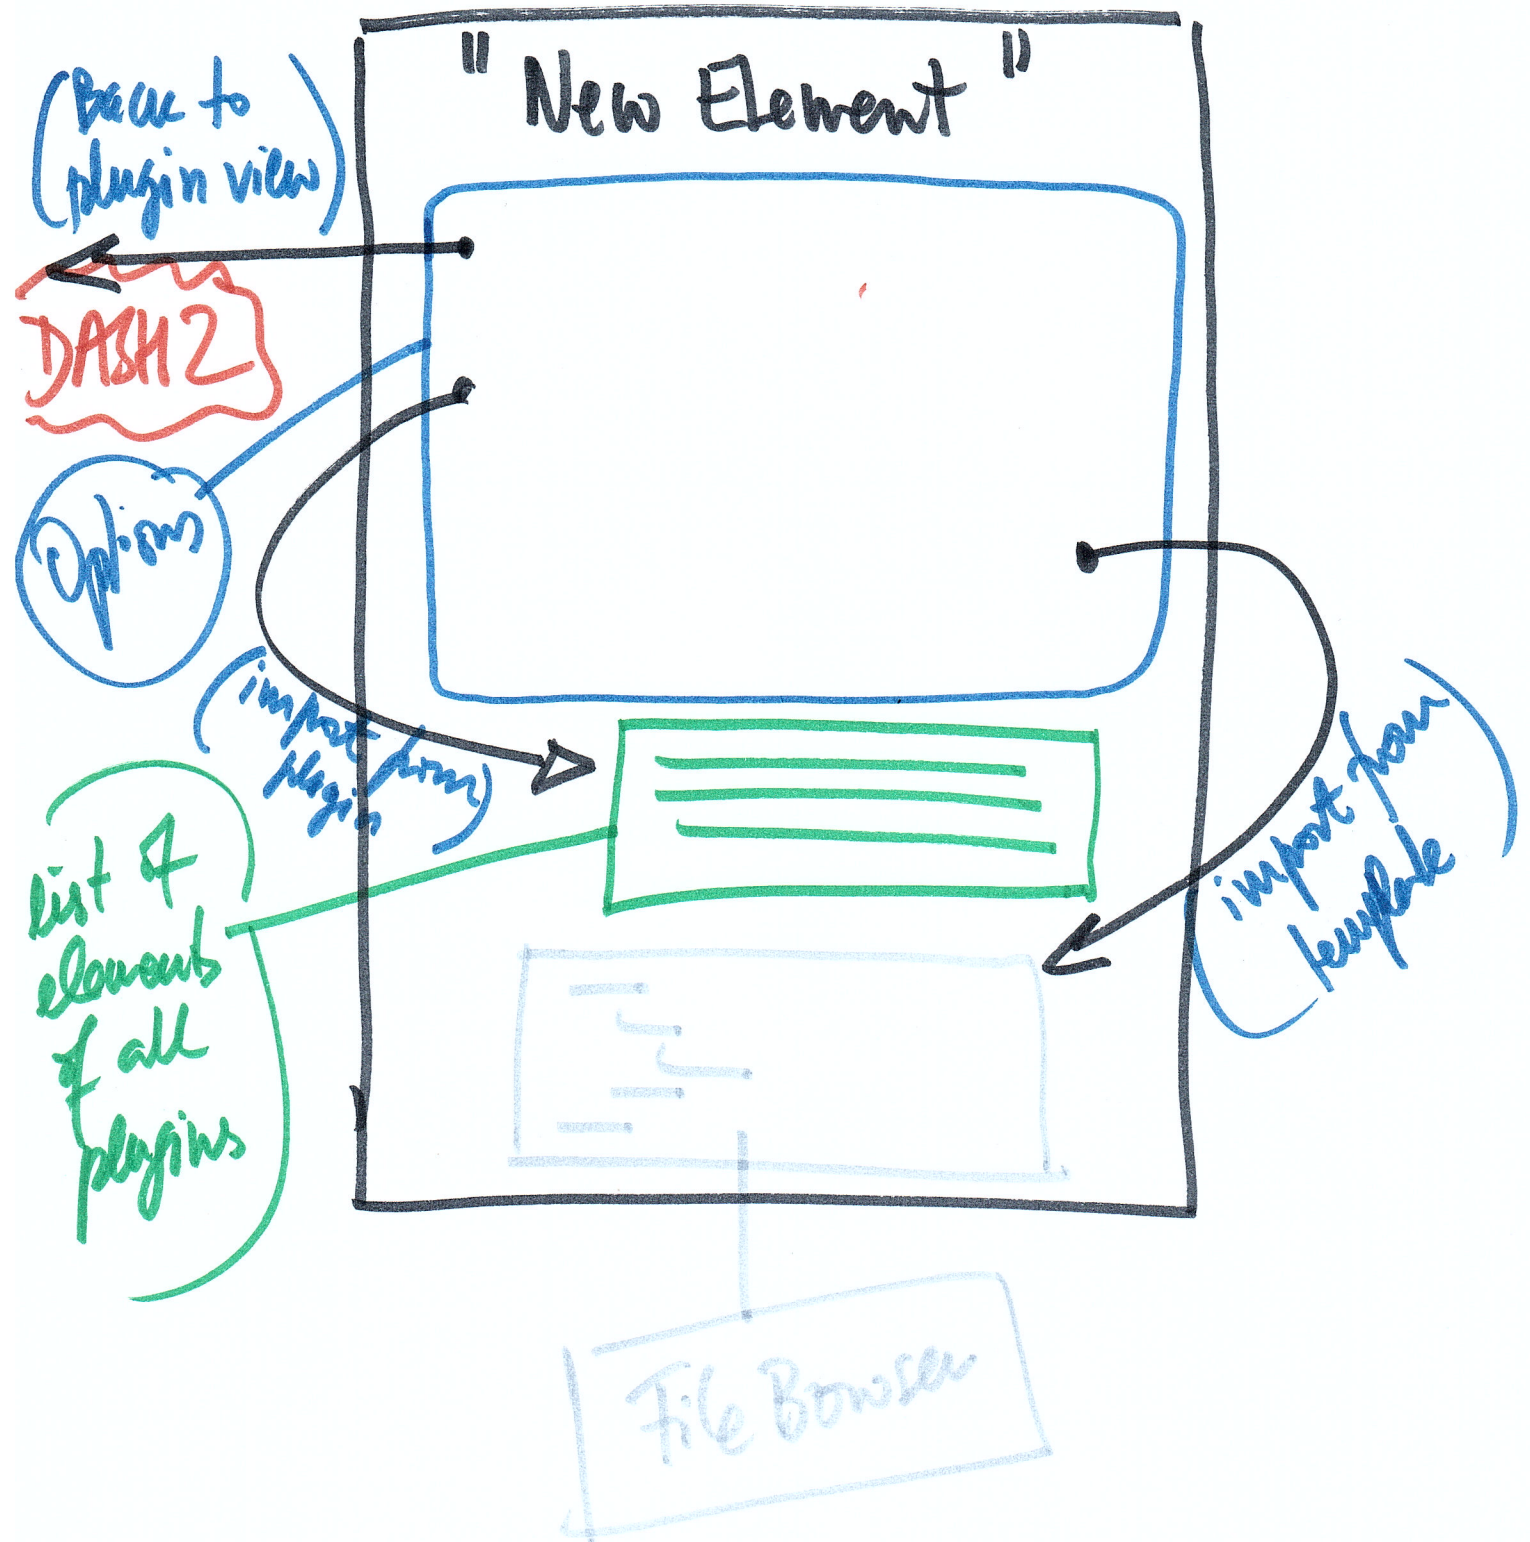 " New Element "
(Back to
plugin view)
DASH 2
Options
(import from
plugin)
list of
elements
of all
plugins
(import from
template)
File Browser